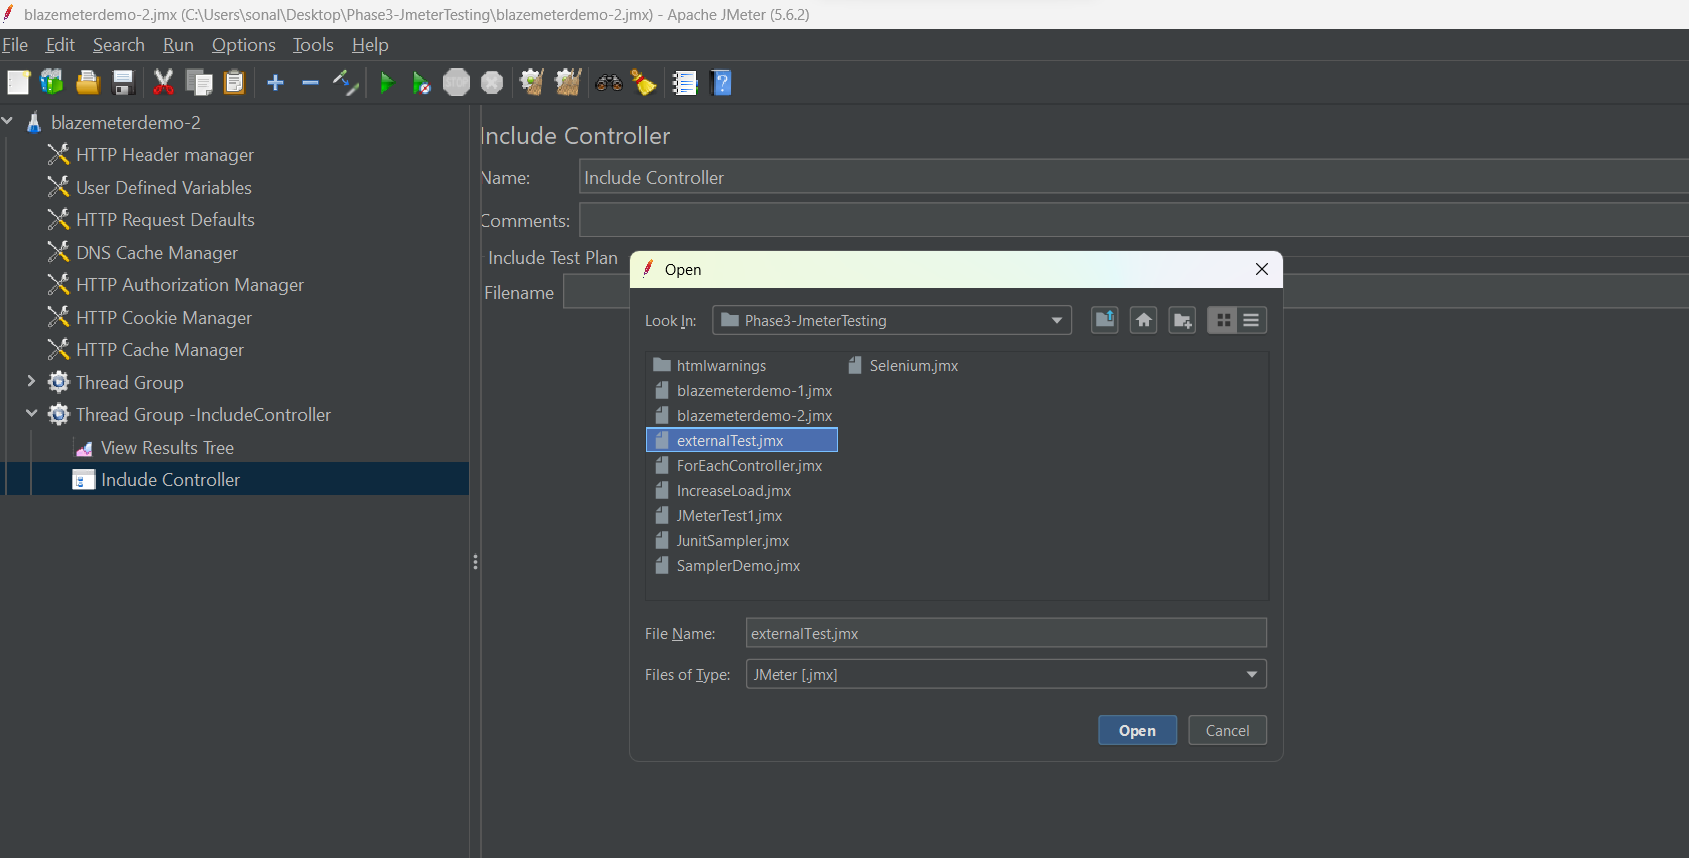 blazemeterdemo-2.jmx (C:\Users\sonal\Desktop\Phase3-JmeterTesting\blazemeterdemo-2.jmx) - Apache JMeter (5.6.2)
File Edit Search Run Options Tools Help
STOP
blazemeterdemo-2
HTTP Header manager
User Defined Variables
HTTP Request Defaults
DNS Cache Manager
HTTP Authorization Manager
HTTP Cookie Manager
HTTP Cache Manager
Thread Group
Thread Group -IncludeController
View Results Tree
Include Controller
Include Controller
Name: Include Controller
Comments:
Include Test Plan
Filename
Open
Look In: Phase3-JmeterTesting
htmlwarnings
blazemeterdemo-1.jmx
blazemeterdemo-2.jmx
externalTest.jmx
ForEachController.jmx
IncreaseLoad.jmx
JMeterTest1.jmx
JunitSampler.jmx
SamplerDemo.jmx
Selenium.jmx
File Name: externalTest.jmx
Files of Type: JMeter [.jmx]
Open Cancel